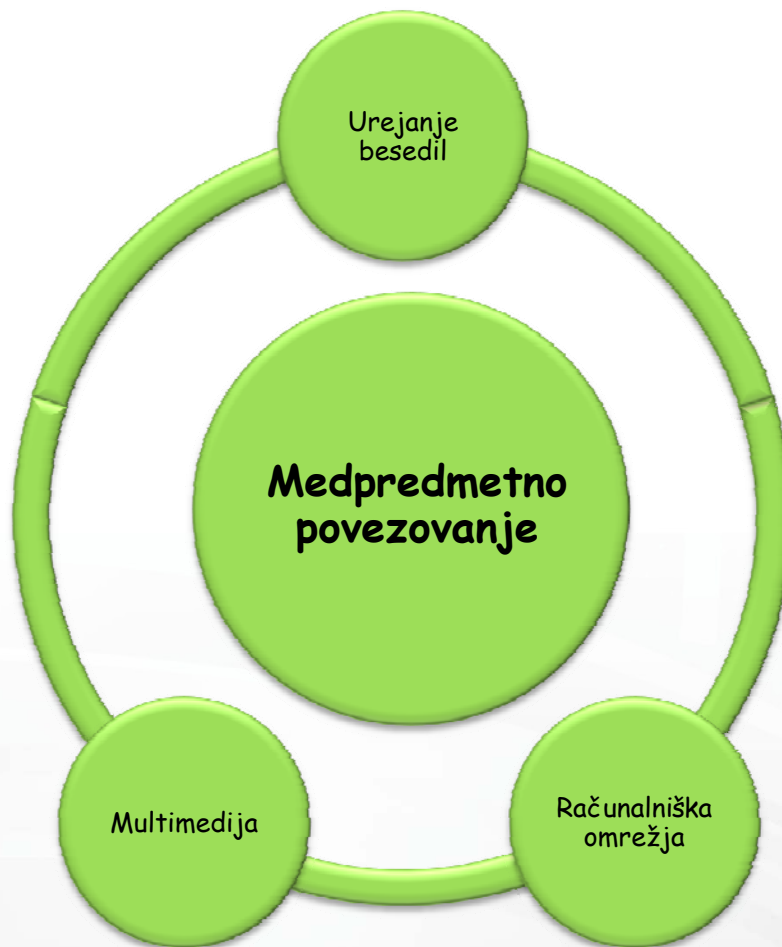 Urejanje
besedil
Medpredmetno
povezovanje
Multimedija
Računalniška
omrežja